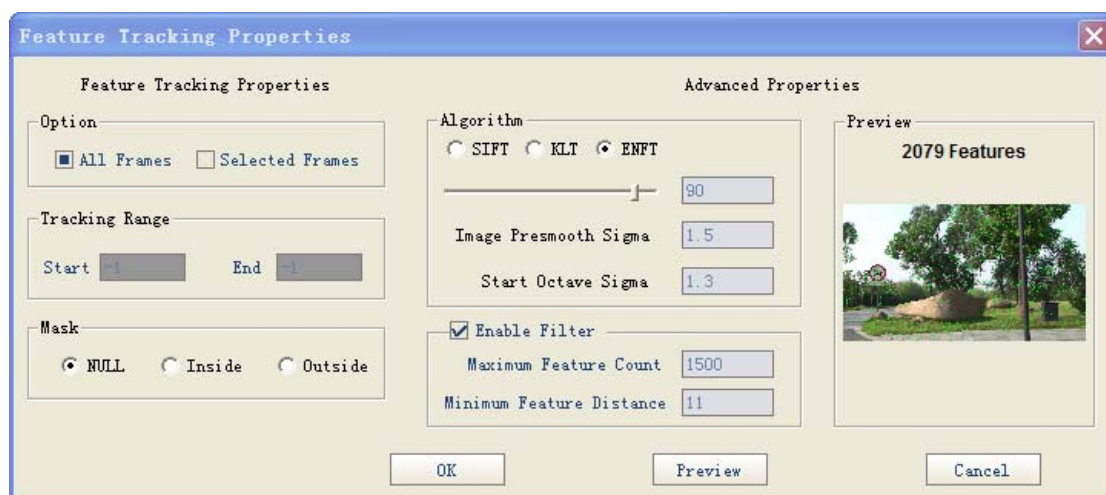 Feature Tracking Properties
Feature Tracking Properties
Advanced Properties
Option
All Frames
Selected Frames
Tracking Range
Start -1
End -1
Mask
NULL
Inside
Outside
Algorithm
SIFT
KLT
ENFT
90
Image Presmooth Sigma 1.5
Start Octave Sigma 1.3
Enable Filter
Maximum Feature Count 1500
Minimum Feature Distance 11
Preview
2079 Features
OK
Preview
Cancel